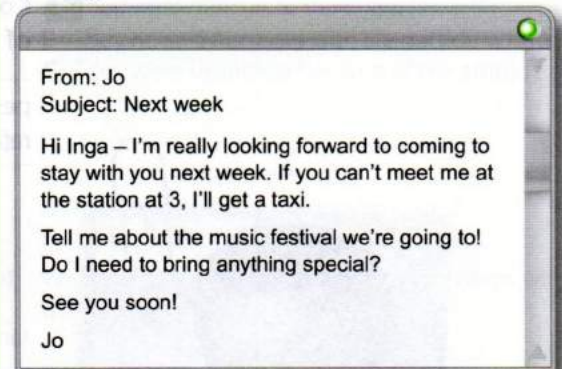 From: Jo
Subject: Next week
Hi Inga – I'm really looking forward to coming to
stay with you next week. If you can't meet me at
the station at 3, I'll get a taxi.
Tell me about the music festival we're going to!
Do I need to bring anything special?
See you soon!
Jo